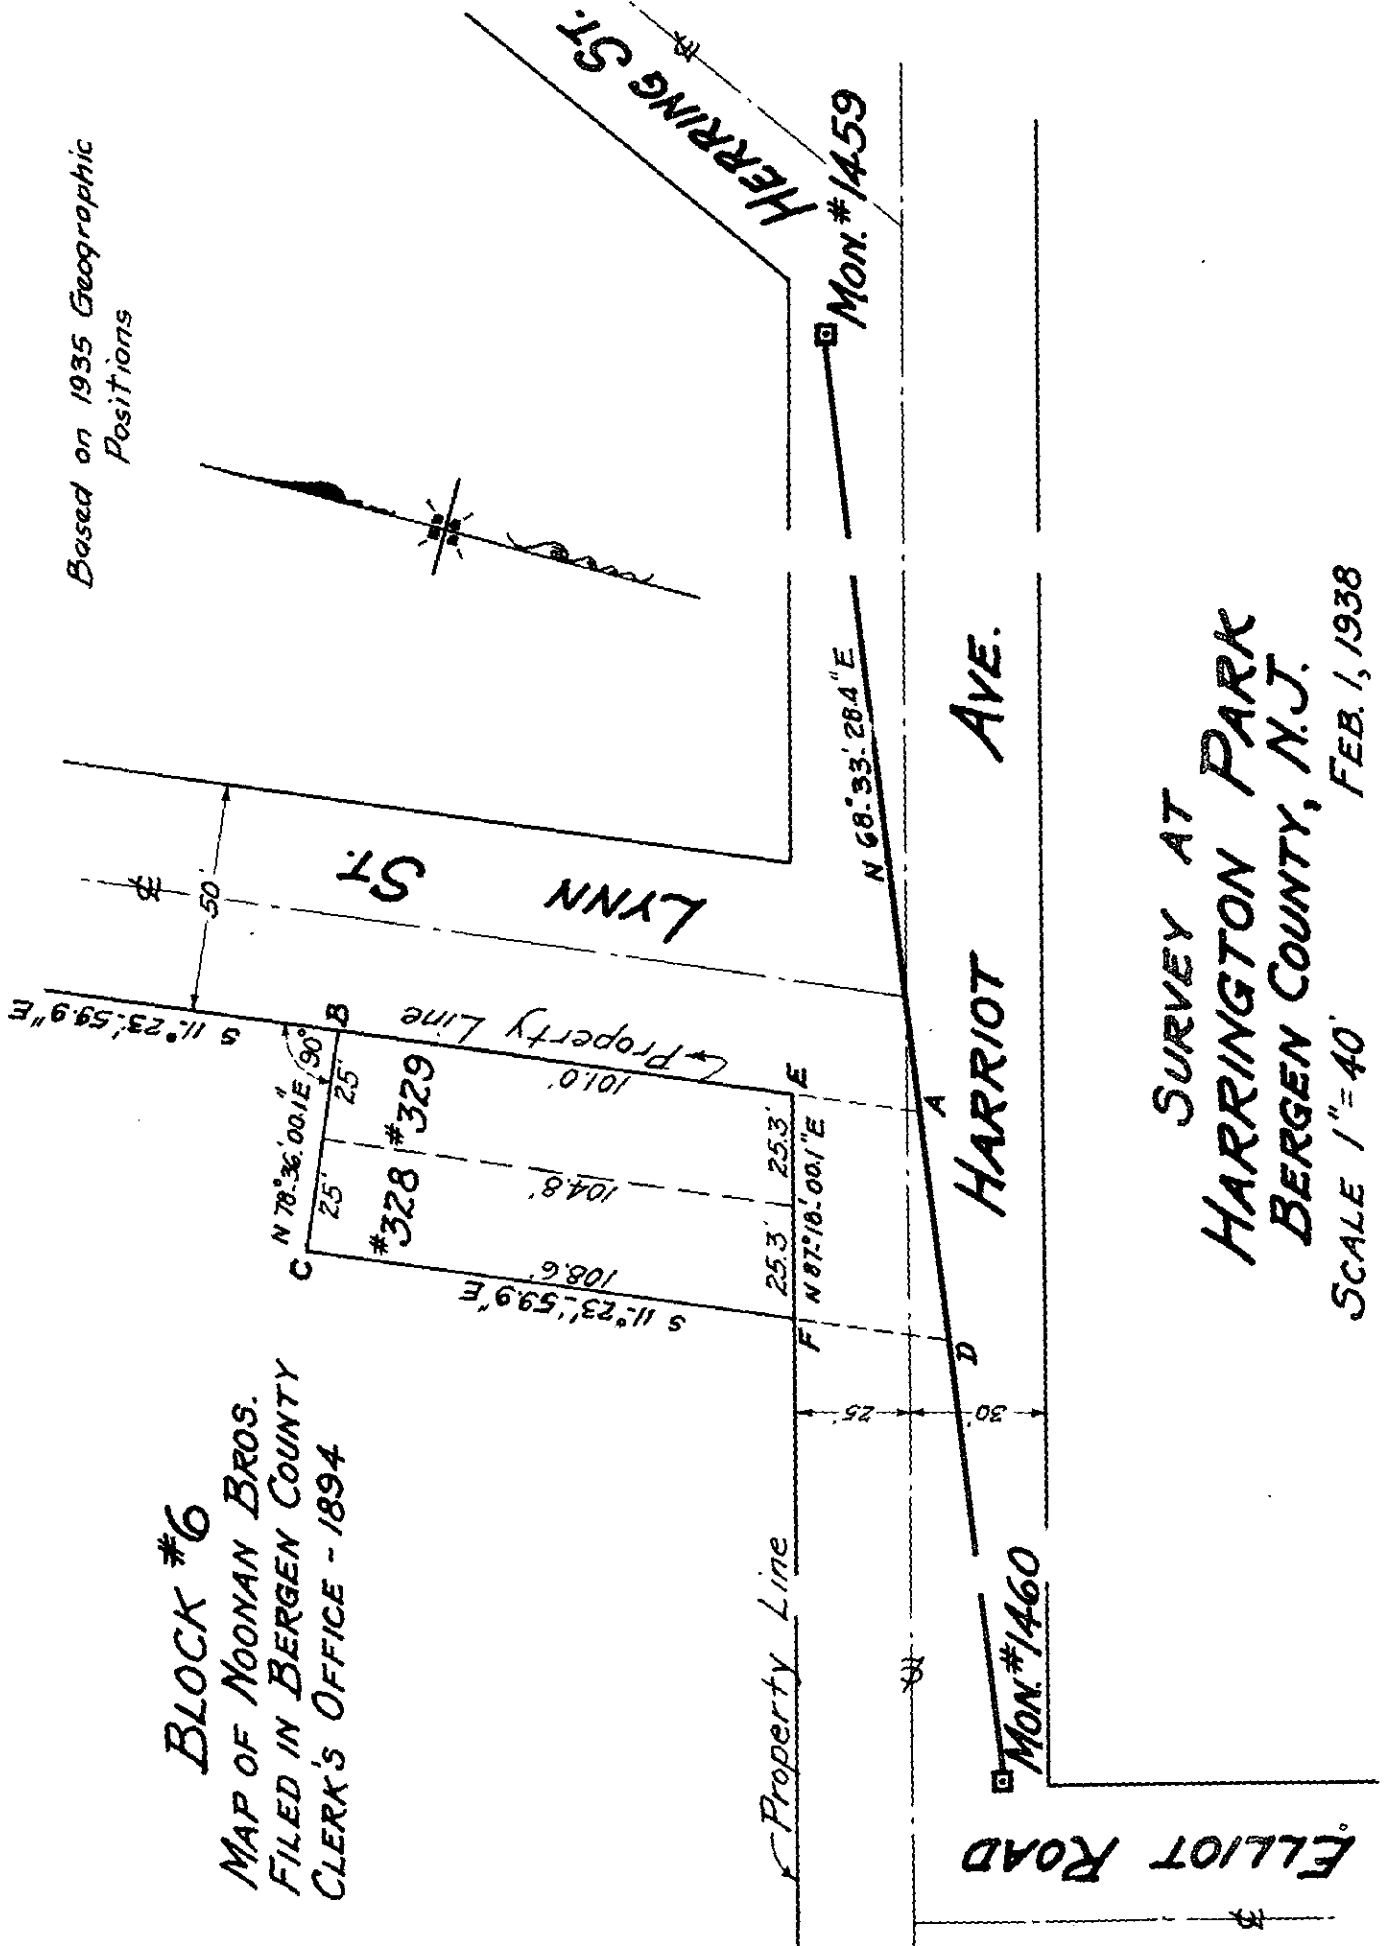 Based on 1935 Geographic
Positions
BLOCK #6
MAP OF NOONAN BROS.
FILED IN BERGEN COUNTY
CLERK'S OFFICE - 1894
S 11°-23'-59.9" E
50'
℄
LYNN ST.
HERRING ST.
℄
C
N 78°-36'-00.1" E
90°
B
25'
25'
#328
#329
Property Line
S 11°-23'-59.9" E
108.6'
104.8'
101.0'
25.3'
25.3'
F
N 87°-18'-00.1" E
E
D
A
25'
30'
Property Line
℄
N 68°-33'-28.4" E
MON. #1459
MON. #1460
HARRIOT AVE.
ELLIOT ROAD
℄
SURVEY AT
HARRINGTON PARK
BERGEN COUNTY, N.J.
SCALE 1"=40' FEB. 1, 1938